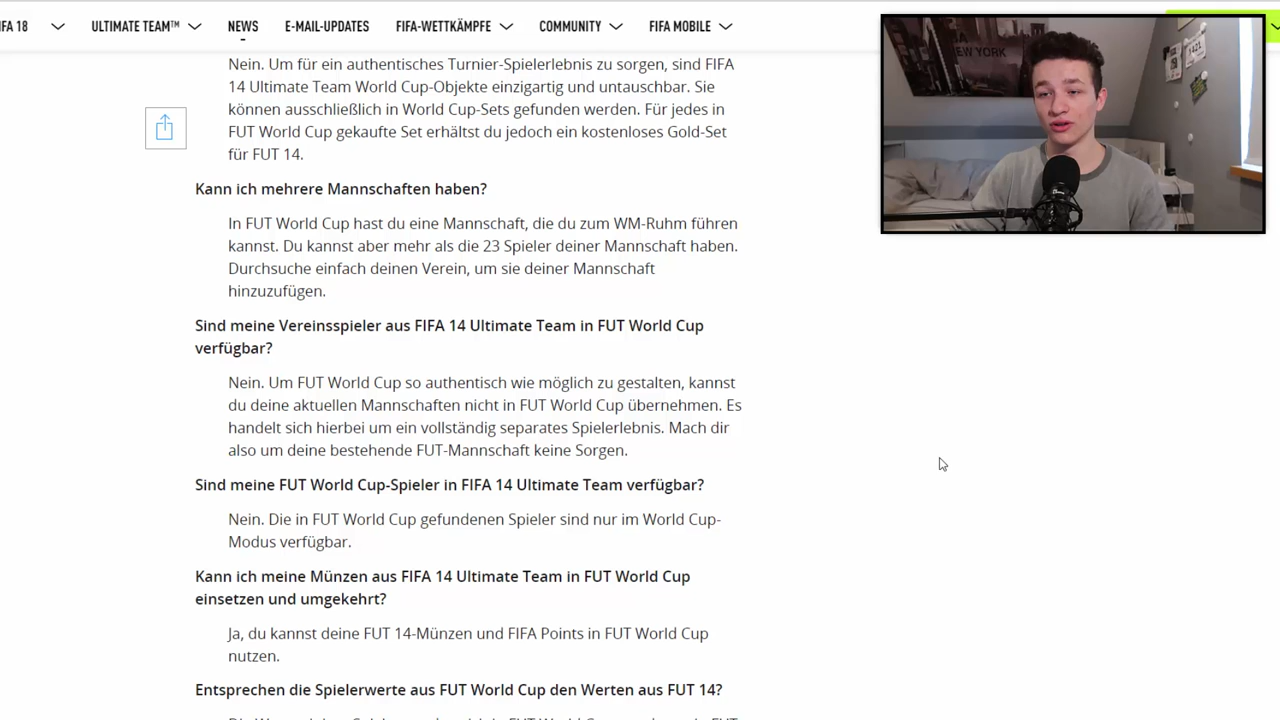 FA 18 ULTIMATE TEAM™ NEWS E-MAIL-UPDATES FIFA-WETTKÄMPFE COMMUNITY FIFA MOBILE
Nein. Um für ein authentisches Turnier-Spielerlebnis zu sorgen, sind FIFA
14 Ultimate Team World Cup-Objekte einzigartig und untauschbar. Sie
können ausschließlich in World Cup-Sets gefunden werden. Für jedes in
FUT World Cup gekaufte Set erhältst du jedoch ein kostenloses Gold-Set
für FUT 14.
Kann ich mehrere Mannschaften haben?
In FUT World Cup hast du eine Mannschaft, die du zum WM-Ruhm führen
kannst. Du kannst aber mehr als die 23 Spieler deiner Mannschaft haben.
Durchsuche einfach deinen Verein, um sie deiner Mannschaft
hinzuzufügen.
Sind meine Vereinsspieler aus FIFA 14 Ultimate Team in FUT World Cup
verfügbar?
Nein. Um FUT World Cup so authentisch wie möglich zu gestalten, kannst
du deine aktuellen Mannschaften nicht in FUT World Cup übernehmen. Es
handelt sich hierbei um ein vollständig separates Spielerlebnis. Mach dir
also um deine bestehende FUT-Mannschaft keine Sorgen.
Sind meine FUT World Cup-Spieler in FIFA 14 Ultimate Team verfügbar?
Nein. Die in FUT World Cup gefundenen Spieler sind nur im World Cup-
Modus verfügbar.
Kann ich meine Münzen aus FIFA 14 Ultimate Team in FUT World Cup
einsetzen und umgekehrt?
Ja, du kannst deine FUT 14-Münzen und FIFA Points in FUT World Cup
nutzen.
Entsprechen die Spielerwerte aus FUT World Cup den Werten aus FUT 14?
NEW YORK
1421